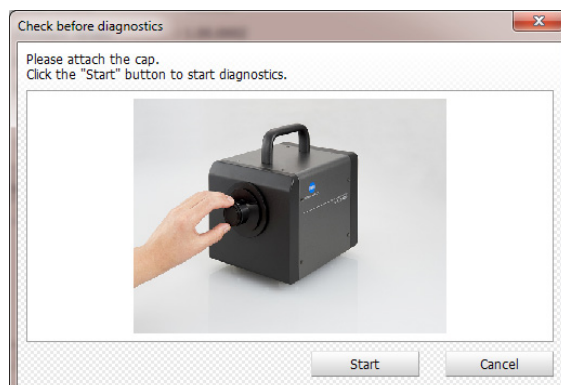 Check before diagnostics
Please attach the cap.
Click the "Start" button to start diagnostics.
Start
Cancel